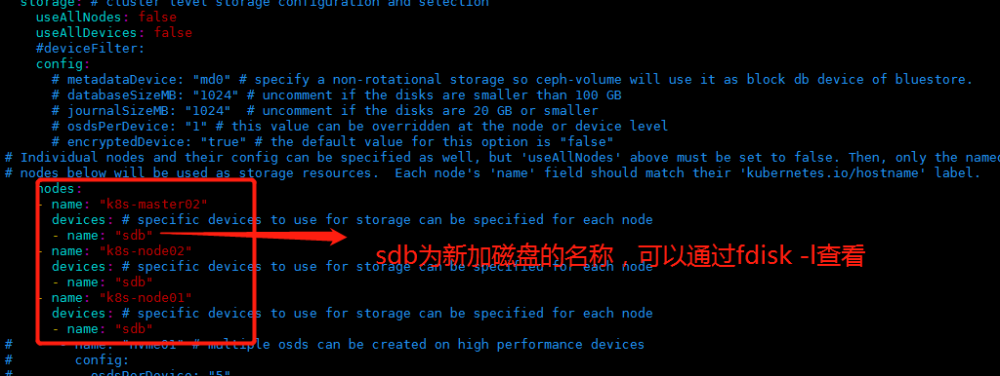 storage: # cluster level storage configuration and selection
useAllNodes: false
useAllDevices: false
#deviceFilter:
config:
# metadataDevice: "md0" # specify a non-rotational storage so ceph-volume will use it as block db device of bluestore.
# databaseSizeMB: "1024" # uncomment if the disks are smaller than 100 GB
# journalSizeMB: "1024"  # uncomment if the disks are 20 GB or smaller
# osdsPerDevice: "1" # this value can be overridden at the node or device level
# encryptedDevice: "true" # the default value for this option is "false"
# Individual nodes and their config can be specified as well, but 'useAllNodes' above must be set to false. Then, only the named
# nodes below will be used as storage resources.  Each node's 'name' field should match their 'kubernetes.io/hostname' label.
nodes:
- name: "k8s-master02"
devices: # specific devices to use for storage can be specified for each node
- name: "sdb"
- name: "k8s-node02"
sdb为新加磁盘的名称，可以通过fdisk -l查看
devices: # specific devices to use for storage can be specified for each node
- name: "sdb"
- name: "k8s-node01"
devices: # specific devices to use for storage can be specified for each node
- name: "sdb"
#      - name: "nvme01" # multiple osds can be created on high performance devices
#        config:
#          osdsPerDevice: "5"